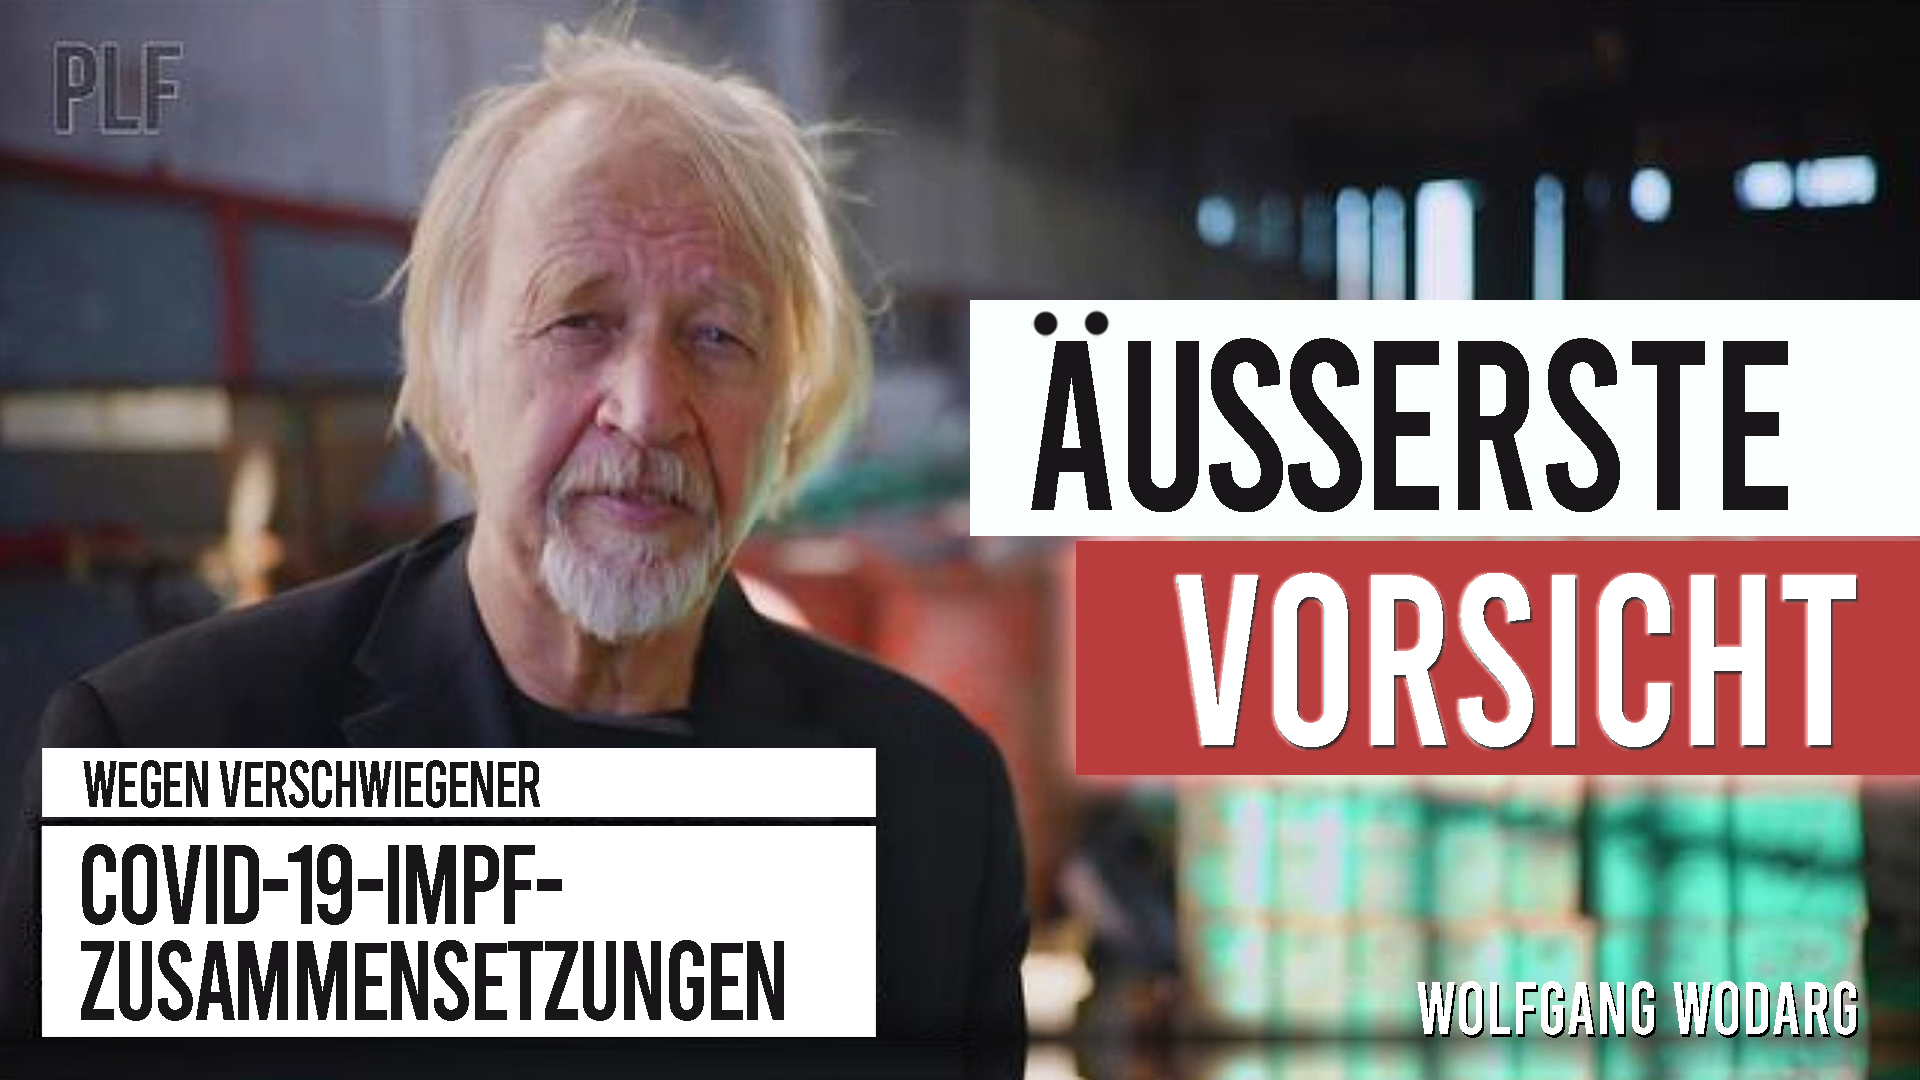 PLF
ÄUSSERSTE
VORSICHT
WEGEN VERSCHWIEGENER
COVID-19-IMPF-
ZUSAMMENSETZUNGEN
WOLFGANG WODARG